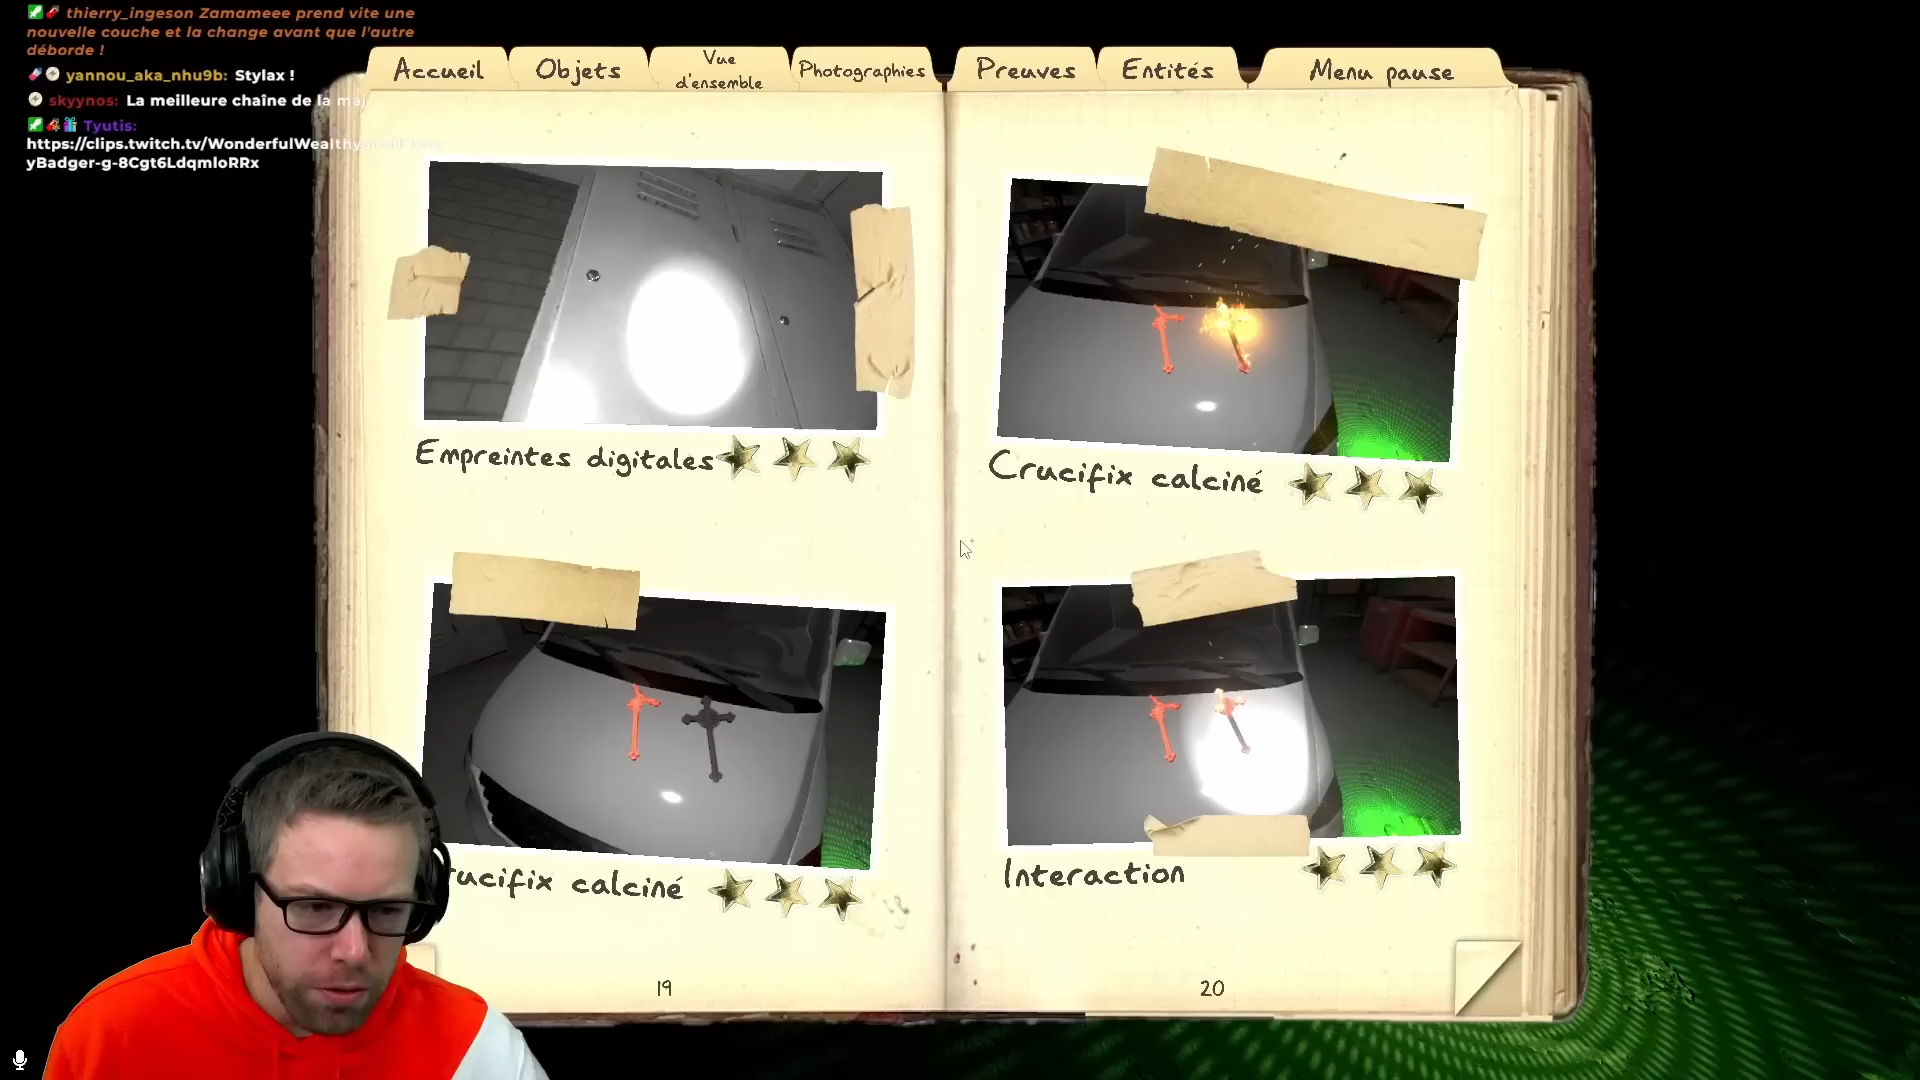 thierry_ingeson Zamameee prend vite une
nouvelle couche et la change avant que l'autre
déborde !
yannou_aka_nhu9b: Stylax !
skyynos: La meilleure chaîne de la maj
Tyutis:
https://clips.twitch.tv/WonderfulWealthy
yBadger-g-8Cgt6LdqmloRRx
Accueil
Objets
Vue
d'ensemble
Photographies
Preuves
Entités
Menu pause
Empreintes digitales
Crucifix calciné
ucifix calciné
Interaction
19
20